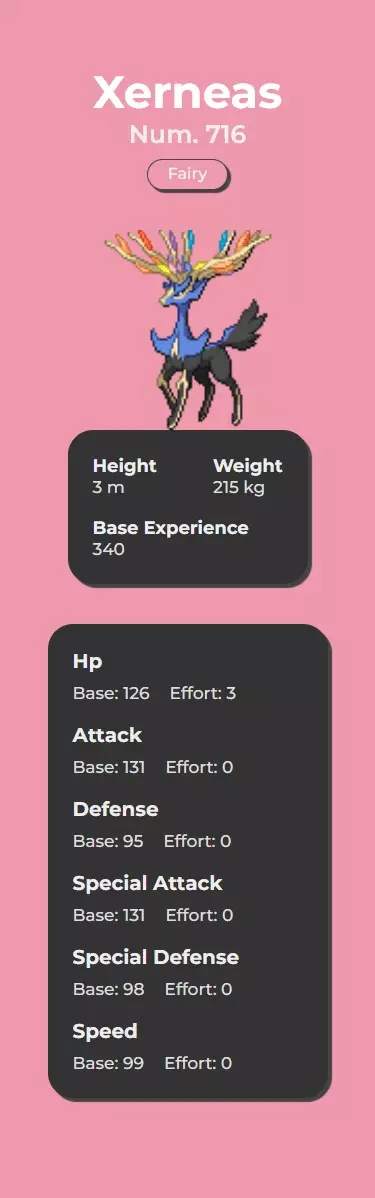 Xerneas
Num. 716
Fairy
Height Weight
3 m 215 kg
Base Experience
340
Hp
Base: 126 Effort: 3
Attack
Base: 131 Effort: 0
Defense
Base: 95 Effort: 0
Special Attack
Base: 131 Effort: 0
Special Defense
Base: 98 Effort: 0
Speed
Base: 99 Effort: 0